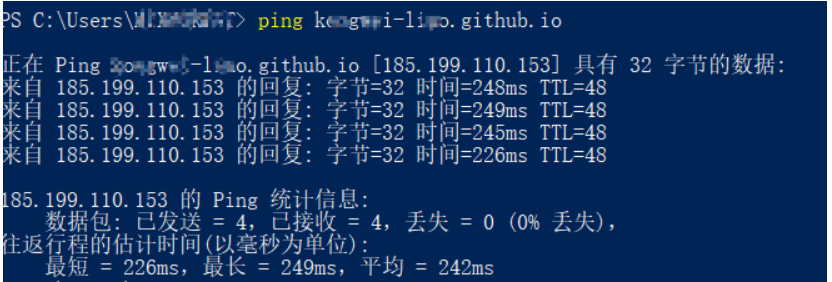 PS C:\Users\> ping .github.io
正在 Ping .github.io [185.199.110.153] 具有 32 字节的数据:
来自 185.199.110.153 的回复: 字节=32 时间=248ms TTL=48
来自 185.199.110.153 的回复: 字节=32 时间=249ms TTL=48
来自 185.199.110.153 的回复: 字节=32 时间=245ms TTL=48
来自 185.199.110.153 的回复: 字节=32 时间=226ms TTL=48
185.199.110.153 的 Ping 统计信息:
数据包: 已发送 = 4，已接收 = 4，丢失 = 0 (0% 丢失)，
往返行程的估计时间(以毫秒为单位):
最短 = 226ms，最长 = 249ms，平均 = 242ms